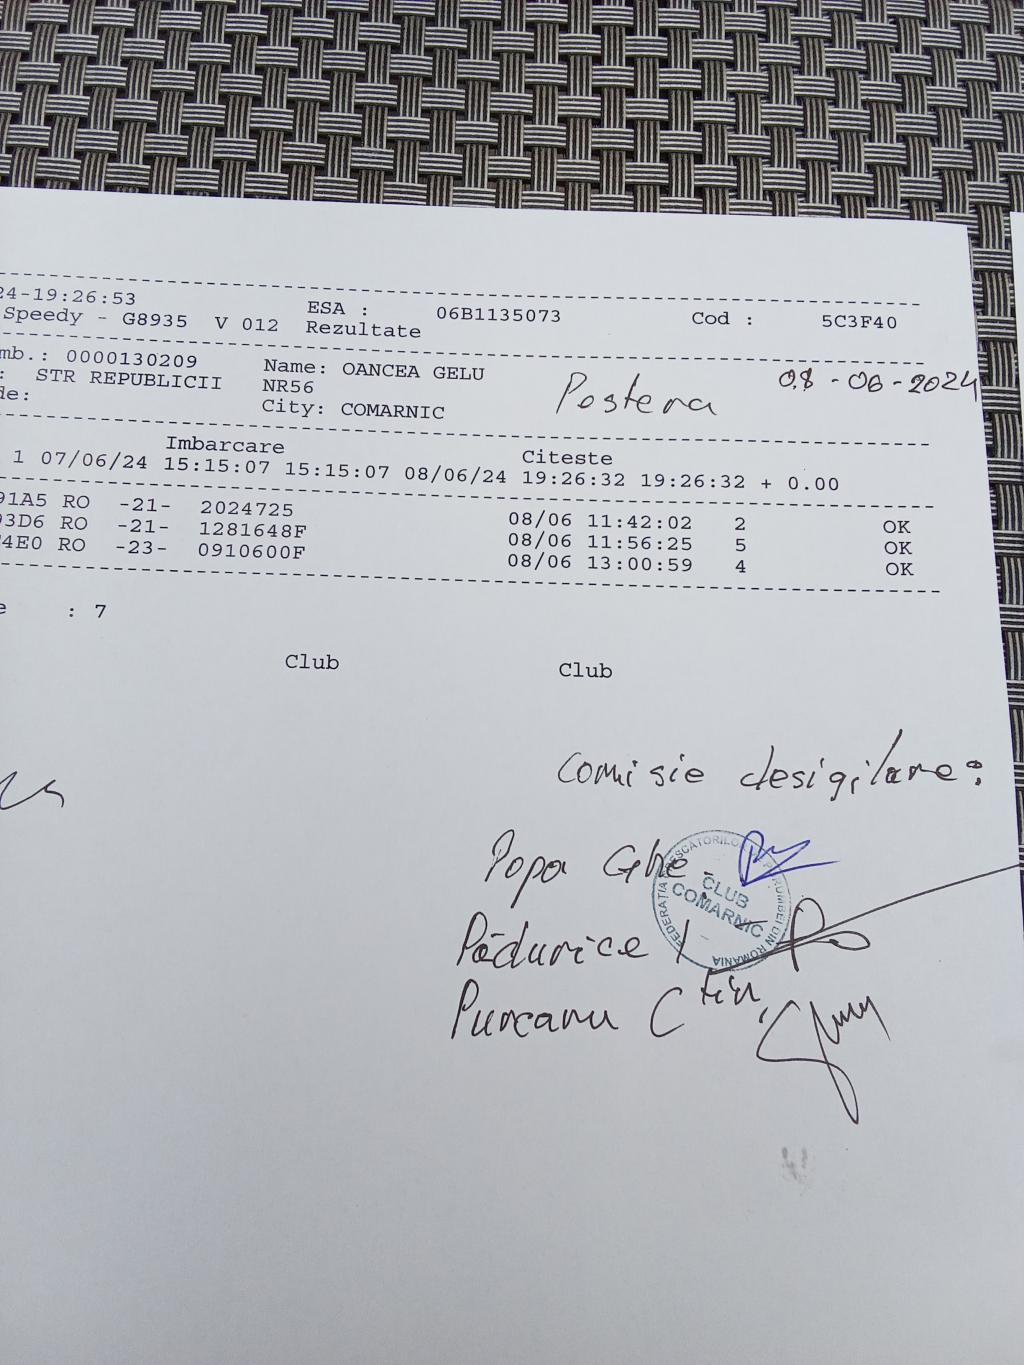 24-19:26:53 ESA : 06B1135073 Cod : 5C3F40
Speedy - G8935 V 012 Rezultate
mb.: 0000130209 Name: OANCEA GELU
: STR REPUBLICII NR56
de: City: COMARNIC
Postera 08-06-2024
Imbarcare Citeste
1 07/06/24 15:15:07 15:15:07 08/06/24 19:26:32 19:26:32 + 0.00
91A5 RO -21- 2024725 08/06 11:42:02 2 OK
93D6 RO -21- 1281648F 08/06 11:56:25 5 OK
4E0 RO -23- 0910600F 08/06 13:00:59 4 OK
e : 7
Club Club
Comisie desigilare:
Popa Ghe
CLUB
COMARNIC
Pădurice I
Pureanu Ctin